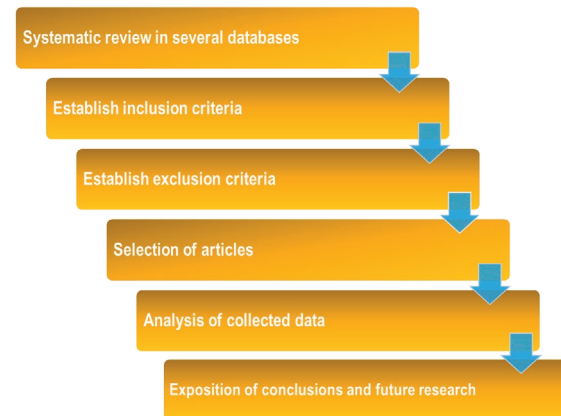 Systematic review in several databases
Establish inclusion criteria
Establish exclusion criteria
Selection of articles
Analysis of collected data
Exposition of conclusions and future research